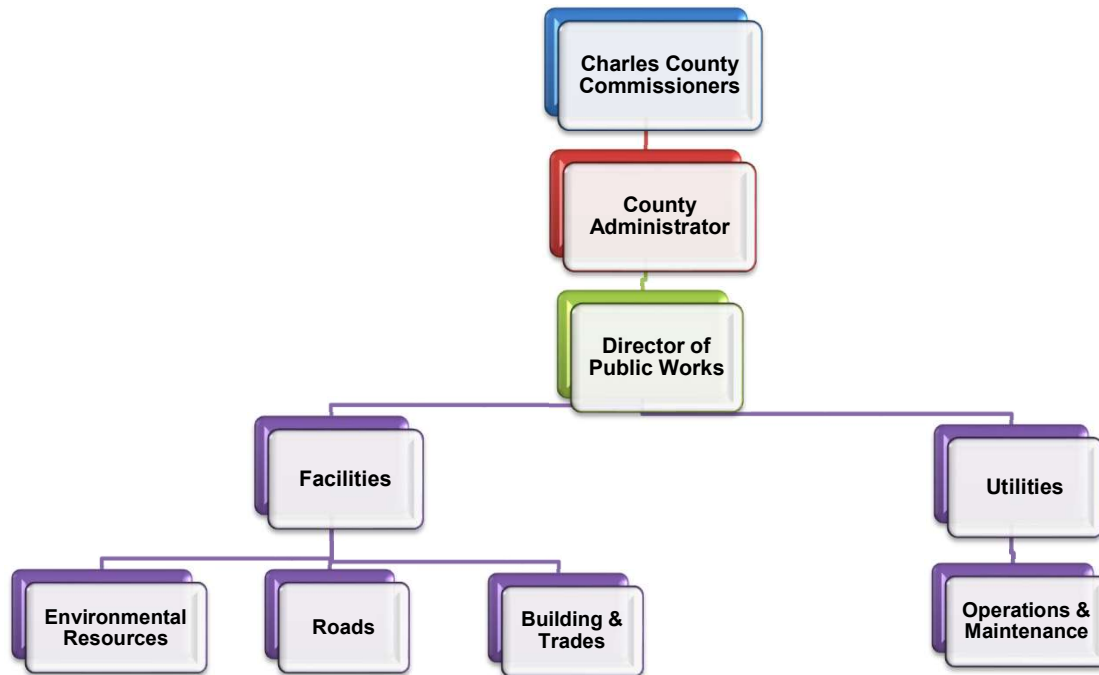 Charles County
Commissioners
County
Administrator
Director of
Public Works
Facilities
Utilities
Environmental
Resources
Roads
Building &
Trades
Operations &
Maintenance